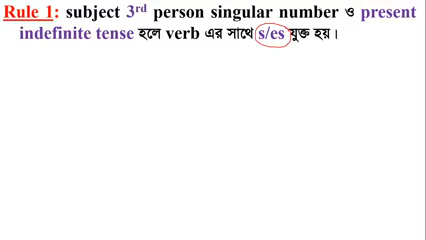 Rule 1: subject 3rd person singular number ও present
indefinite tense হলে verb এর সাথে s/es যুক্ত হয়।